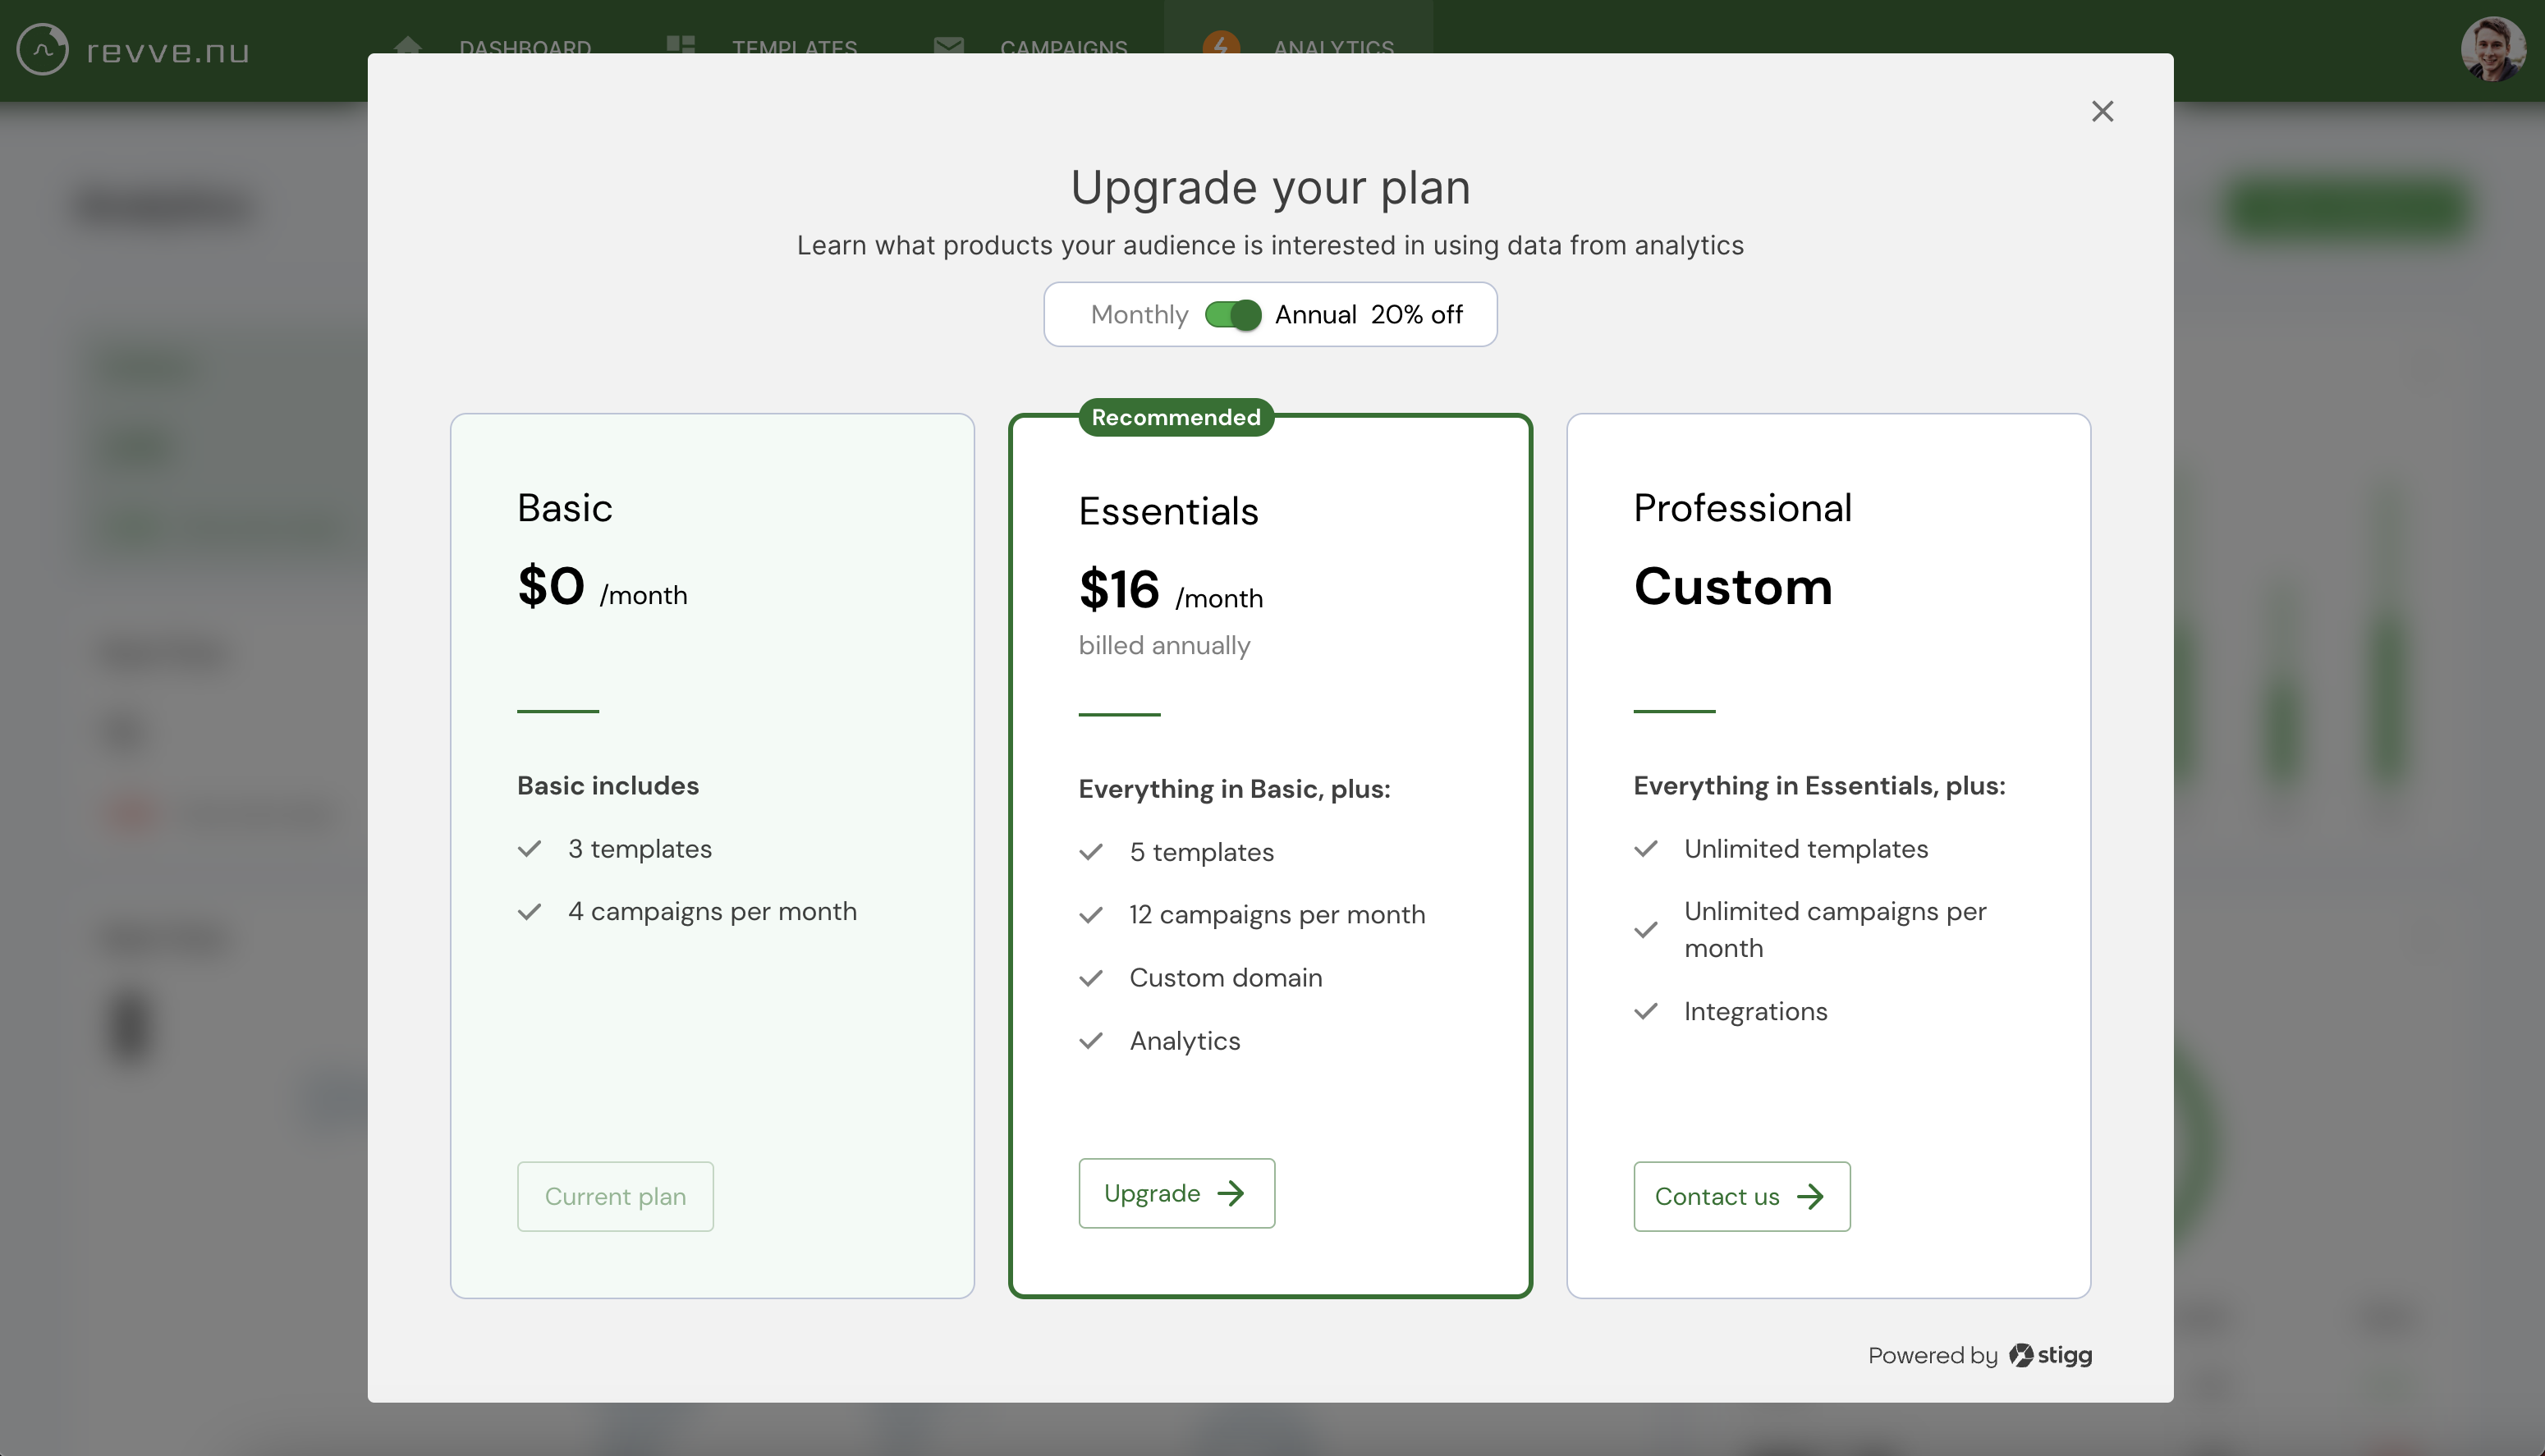 revve.nu
DASHBOARD
TEMPLATES
CAMPAIGNS
ANALYTICS
Upgrade your plan
Learn what products your audience is interested in using data from analytics
Monthly Annual 20% off
Basic
$0 /month
Basic includes
3 templates
4 campaigns per month
Current plan
Recommended
Essentials
$16 /month
billed annually
Everything in Basic, plus:
5 templates
12 campaigns per month
Custom domain
Analytics
Upgrade
Professional
Custom
Everything in Essentials, plus:
Unlimited templates
Unlimited campaigns per
month
Integrations
Contact us
Powered by stigg